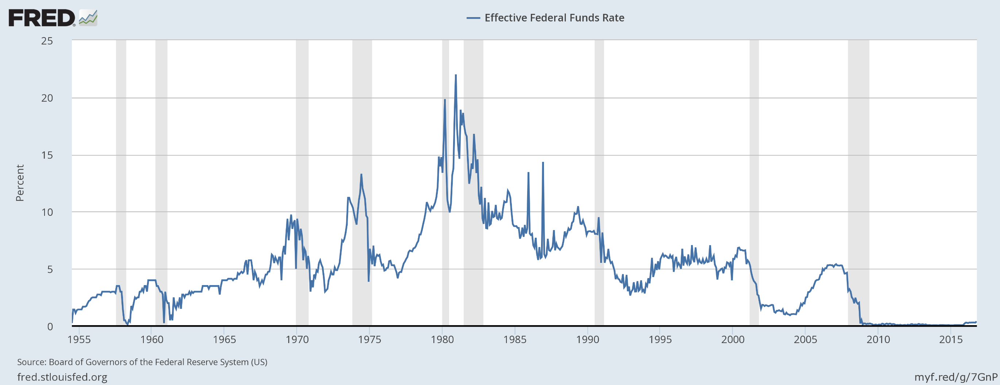 FRED®
Effective Federal Funds Rate
25
20
15
10
5
0
Percent
1955 1960 1965 1970 1975 1980 1985 1990 1995 2000 2005 2010 2015
Source: Board of Governors of the Federal Reserve System (US)
fred.stlouisfed.org
myf.red/g/7GnP